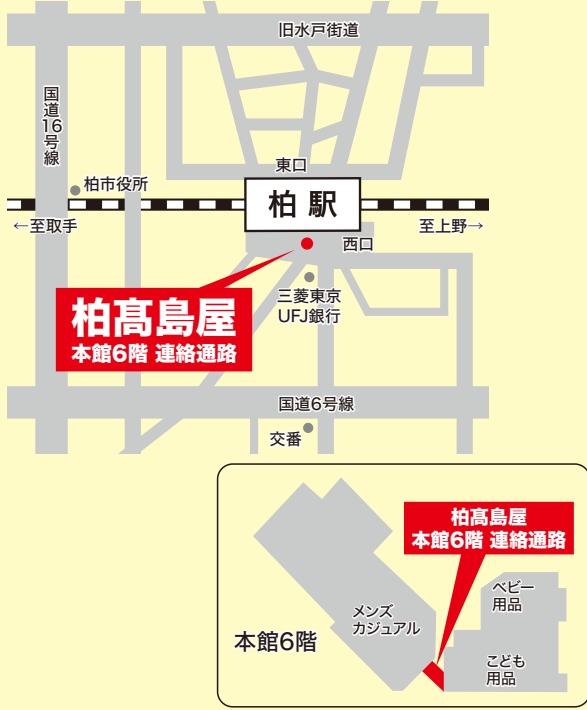 旧水戸街道
国道16号線
東口
柏市役所
柏駅
←至取手
西口
至上野→
三菱東京
UFJ銀行
柏髙島屋
本館6階 連絡通路
国道6号線
交番
柏髙島屋
本館6階 連絡通路
ベビー
用品
メンズ
カジュアル
本館6階
こども
用品